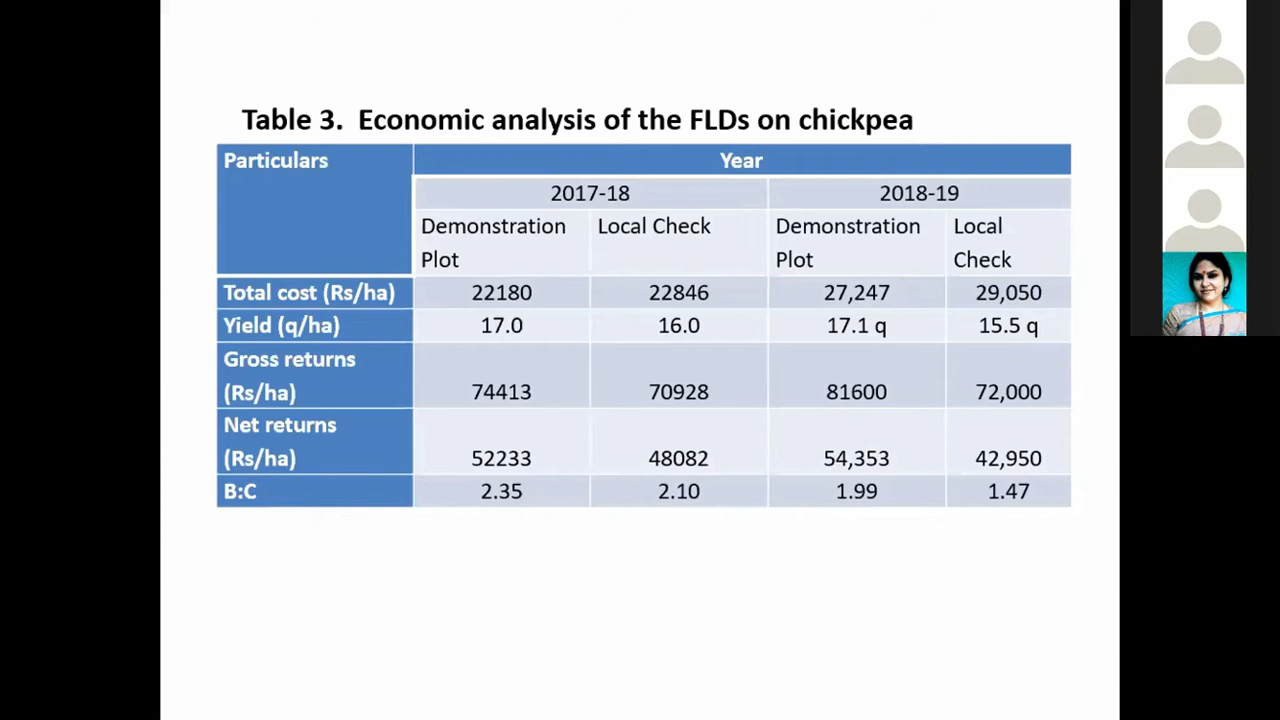 Table 3. Economic analysis of the FLDs on chickpea
Particulars Year
2017-18 2018-19
Demonstration Plot Local Check Demonstration Plot Local Check
Total cost (Rs/ha) 22180 22846 27,247 29,050
Yield (q/ha) 17.0 16.0 17.1 q 15.5 q
Gross returns (Rs/ha) 74413 70928 81600 72,000
Net returns (Rs/ha) 52233 48082 54,353 42,950
B:C 2.35 2.10 1.99 1.47